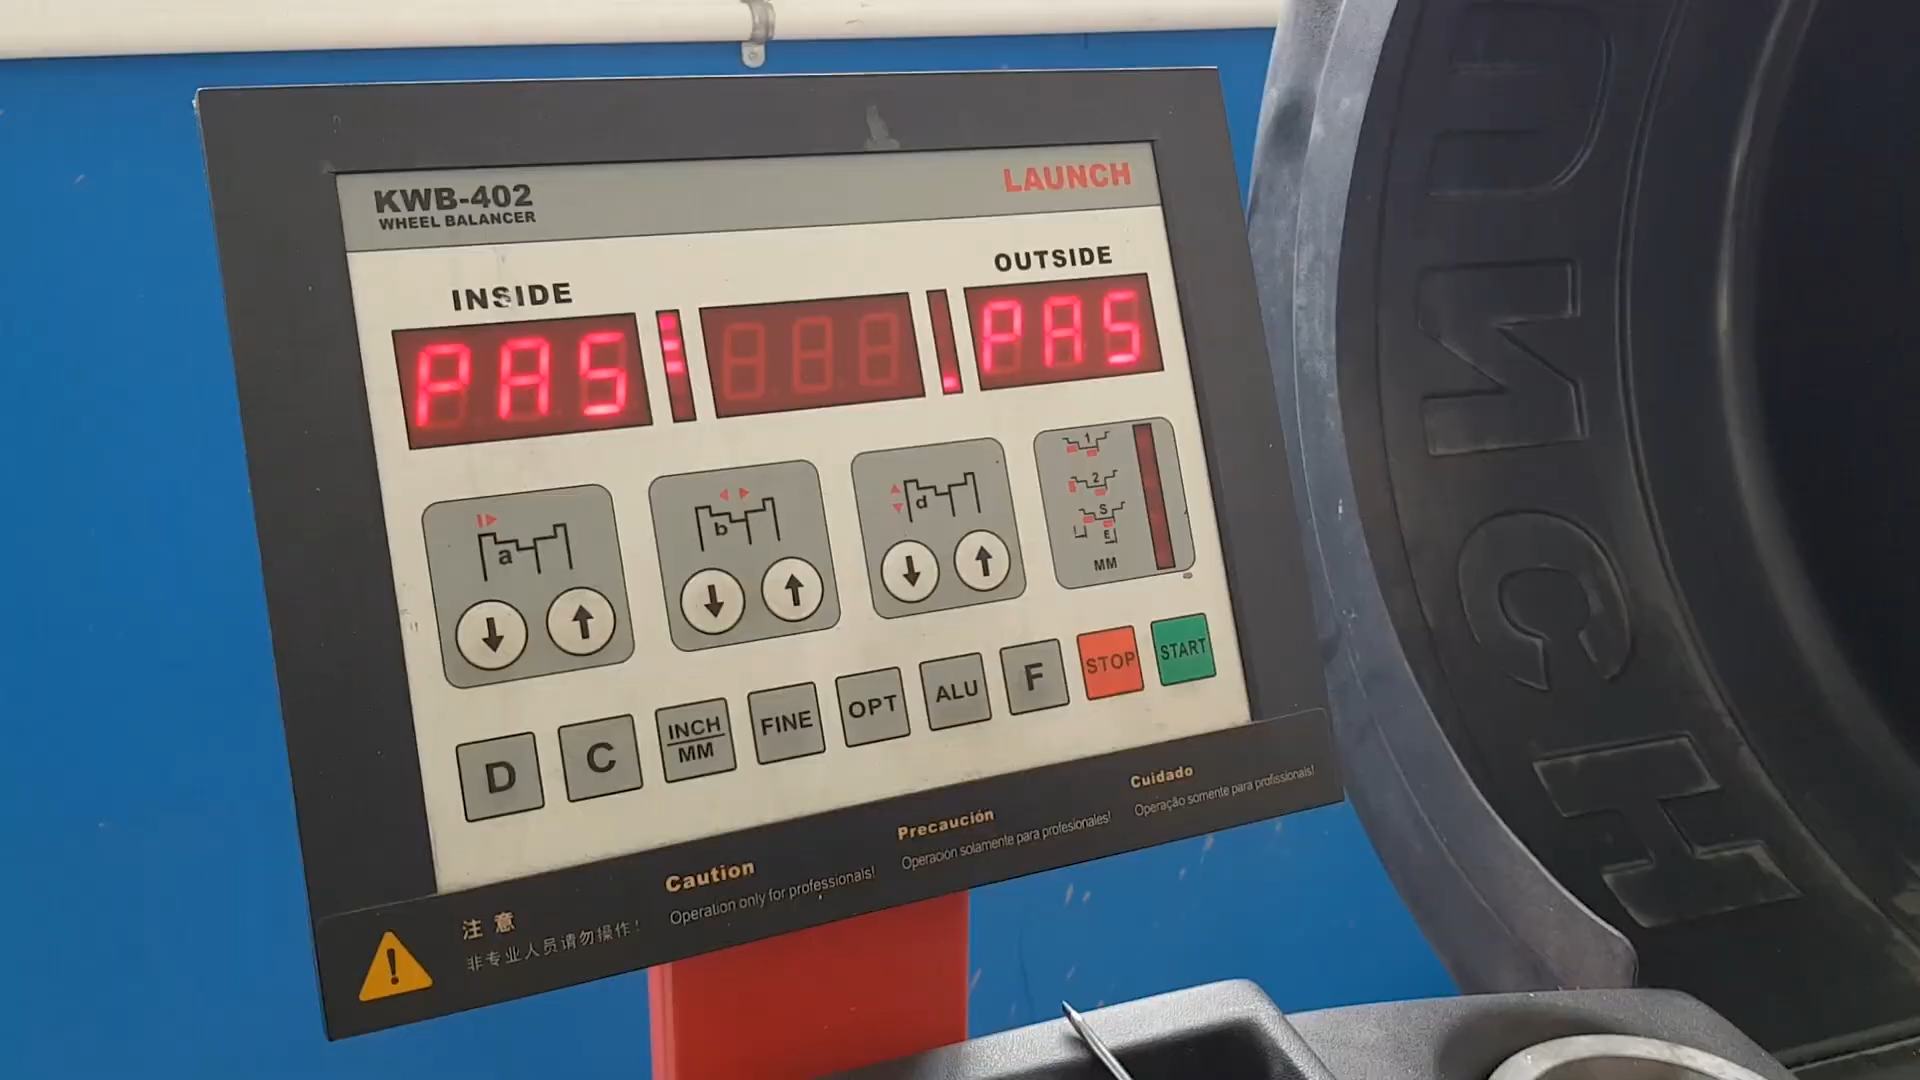 KWB-402
WHEEL BALANCER
LAUNCH
INSIDE
OUTSIDE
PAS
PAS
a
b
d
1
2
S
E
MM
D
C
INCH
MM
FINE
OPT
ALU
F
STOP
START
注意
非专业人员请勿操作!
Caution
Operation only for professionals!
Precaución
Operación solamente para profesionales!
Cuidado
Operação somente para profissionais!
UNCH